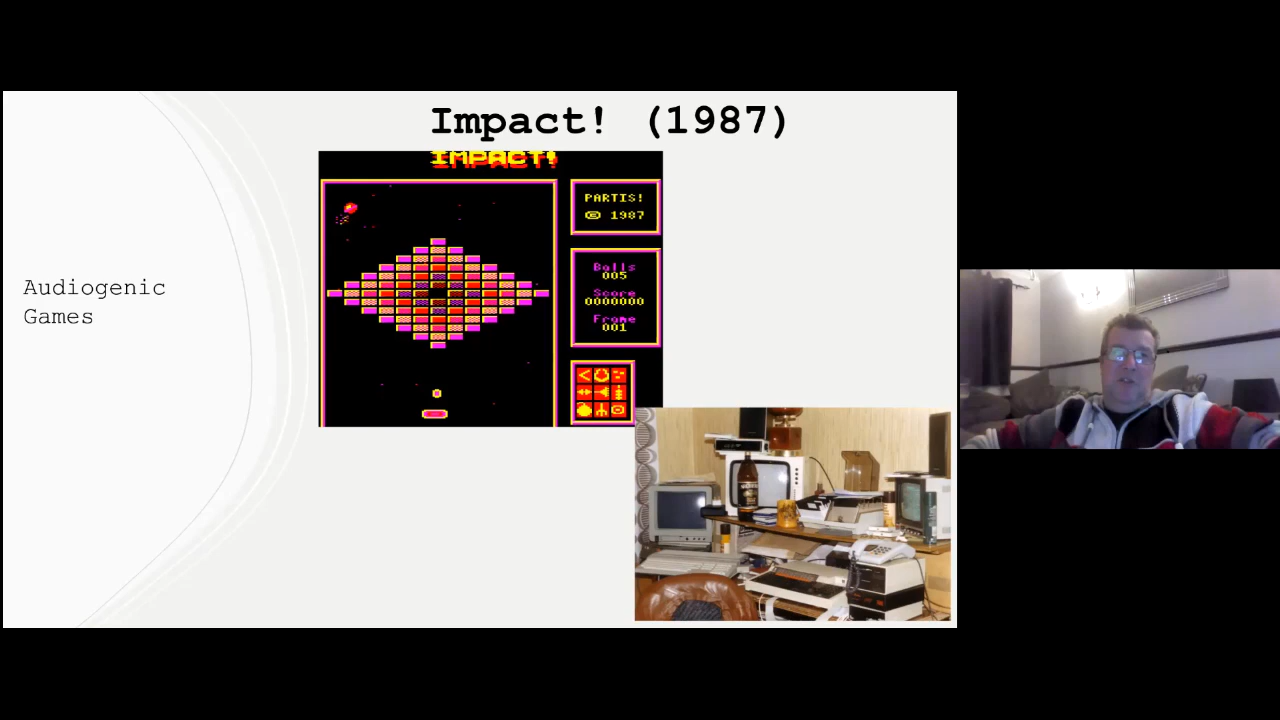 Impact! (1987)
IMPACT!
PARTIS!
© 1987
Balls
005
Score
0000000
Frame
001
Audiogenic
Games